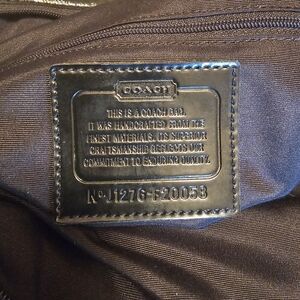 COACH
THIS IS A COACH BAG.
IT WAS HANDCRAFTED FROM THE
FINEST MATERIALS. ITS SUPERIOR
CRAFTSMANSHIP REFLECTS OUR
COMMITMENT TO ENDURING QUALITY.
Nº J1276-F20053